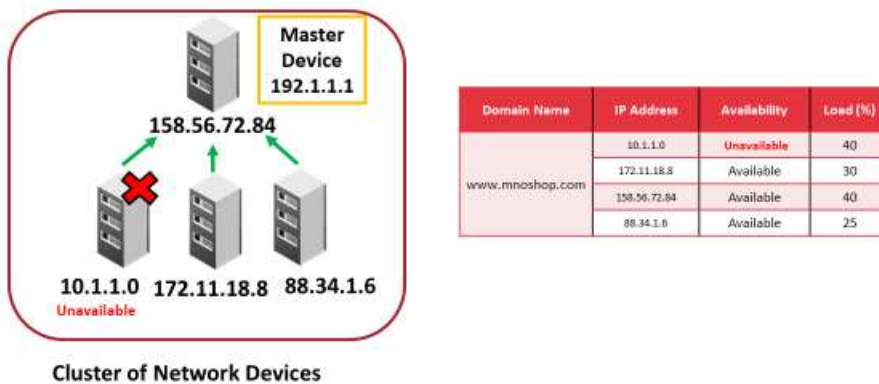 Master
Device
192.1.1.1
158.56.72.84
10.1.1.0 172.11.18.8 88.34.1.6
Unavailable
Cluster of Network Devices
Domain Name IP Address Availability Load (%)
www.mnoshop.com
10.1.1.0 Unavailable 40
172.11.18.8 Available 30
158.56.72.84 Available 40
88.34.1.6 Available 25